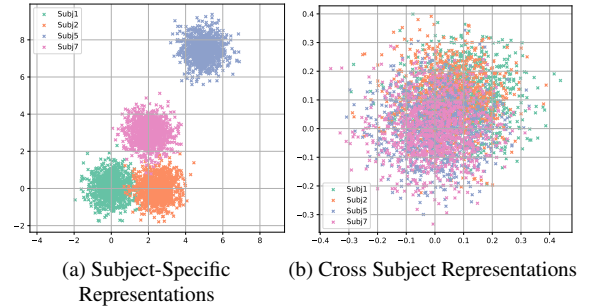 Subj1
Subj2
Subj5
Subj7
8
6
4
2
0
−2
−4
−2
0
2
4
6
8
(a) Subject-Specific
Representations
0.4
0.3
0.2
0.1
0.0
−0.1
−0.2
−0.3
Subj1
Subj2
Subj5
Subj7
−0.4
−0.3
−0.2
−0.1
0.0
0.1
0.2
0.3
0.4
(b) Cross Subject Representations